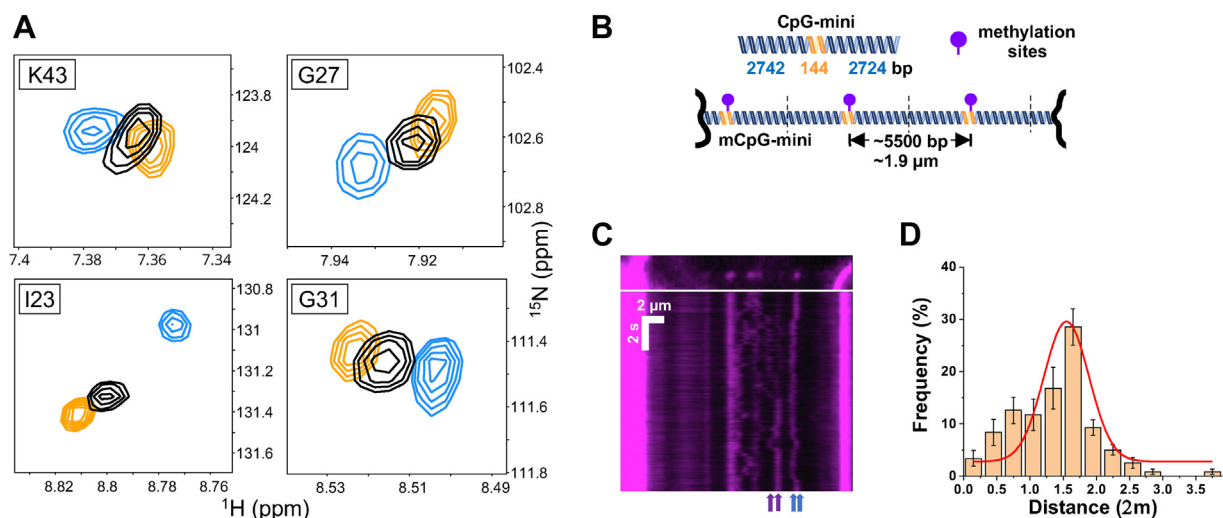 A
K43
123.8
124
124.2
7.4
7.38
7.36
7.34
G27
102.4
102.6
102.8
7.94
7.92
I23
130.9
131
131.2
131.4
131.6
8.82
8.80
8.78
8.76
G31
111.4
111.6
111.8
8.53
8.51
8.49
¹H (ppm)
¹⁵N (ppm)
B
CpG-mini
2742 144 2724 bp
methylation
sites
mCpG-mini
~5500 bp
~1.9 µm
C
2 µm
2 s
D
Frequency (%)
40
30
20
10
0
0.0 0.5 1.0 1.5 2.0 2.5 3.0 3.5
Distance (2m)